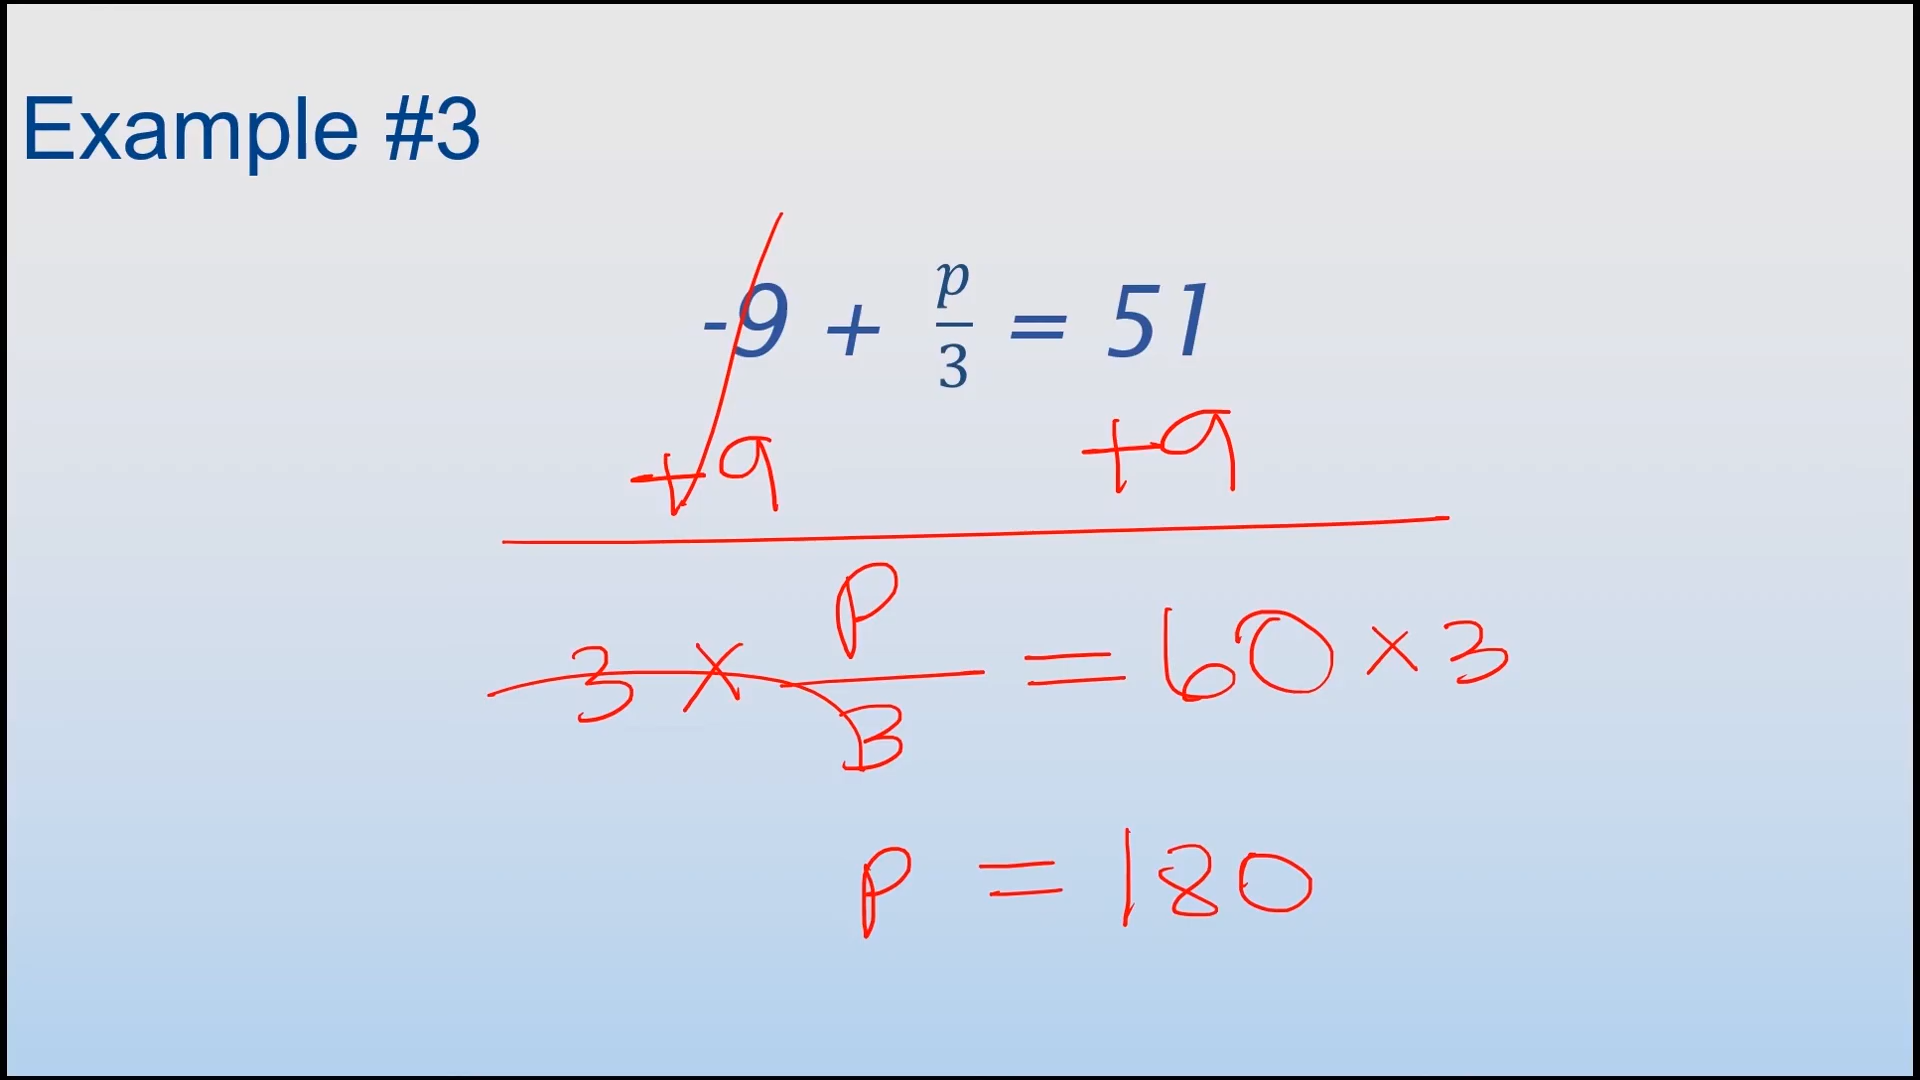 Example #3
-9 + p/3 = 51
+9 +9
3 × p/3 = 60 × 3
p = 180